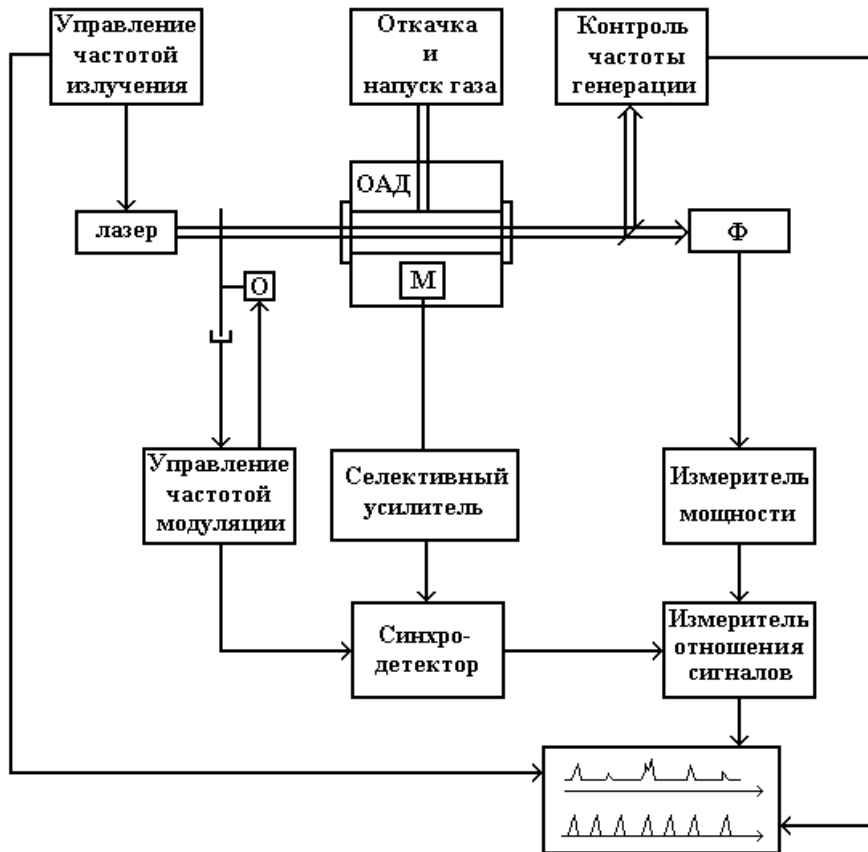 Управление
частотой
излучения
Откачка
и
напуск газа
Контроль
частоты
генерации
ОАД
лазер
Ф
О
М
Управление
частотой
модуляции
Селективный
усилитель
Измеритель
мощности
Синхро-
детектор
Измеритель
отношения
сигналов